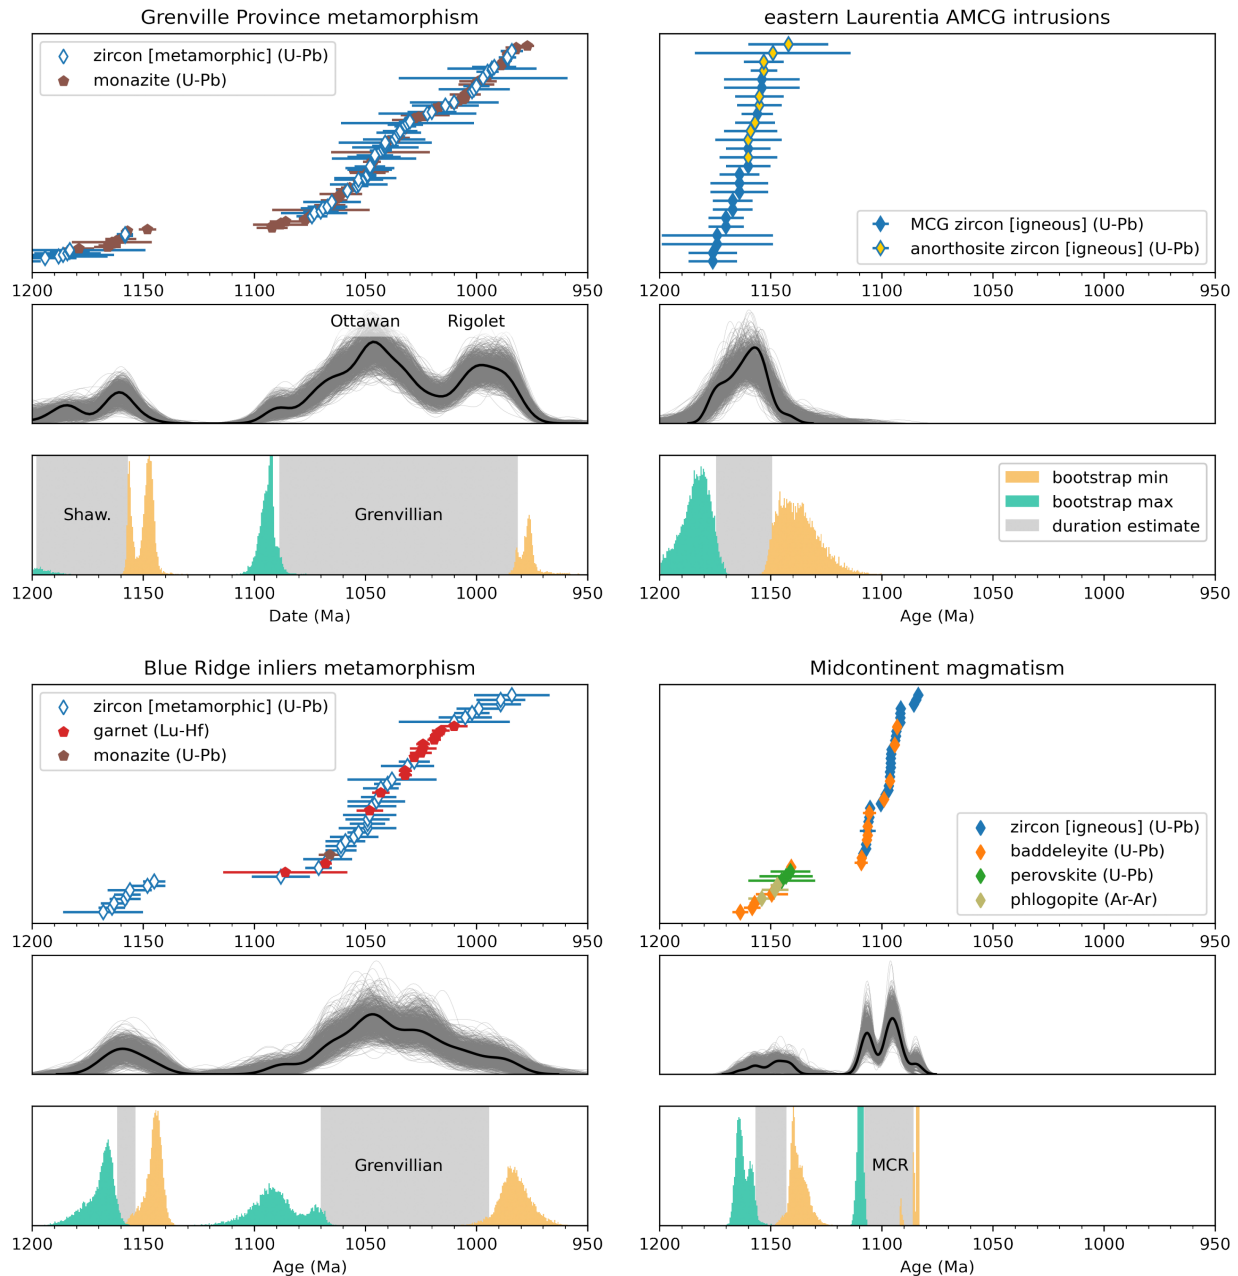 Grenville Province metamorphism
zircon [metamorphic] (U-Pb)
monazite (U-Pb)
1200 1150 1100 1050 1000 950
Ottawan Rigolet
Shaw. Grenvillian
1200 1150 1100 1050 1000 950
Date (Ma)
eastern Laurentia AMCG intrusions
MCG zircon [igneous] (U-Pb)
anorthosite zircon [igneous] (U-Pb)
1200 1150 1100 1050 1000 950
bootstrap min
bootstrap max
duration estimate
1200 1150 1100 1050 1000 950
Age (Ma)
Blue Ridge inliers metamorphism
zircon [metamorphic] (U-Pb)
garnet (Lu-Hf)
monazite (U-Pb)
1200 1150 1100 1050 1000 950
Grenvillian
1200 1150 1100 1050 1000 950
Age (Ma)
Midcontinent magmatism
zircon [igneous] (U-Pb)
baddeleyite (U-Pb)
perovskite (U-Pb)
phlogopite (Ar-Ar)
1200 1150 1100 1050 1000 950
MCR
1200 1150 1100 1050 1000 950
Age (Ma)